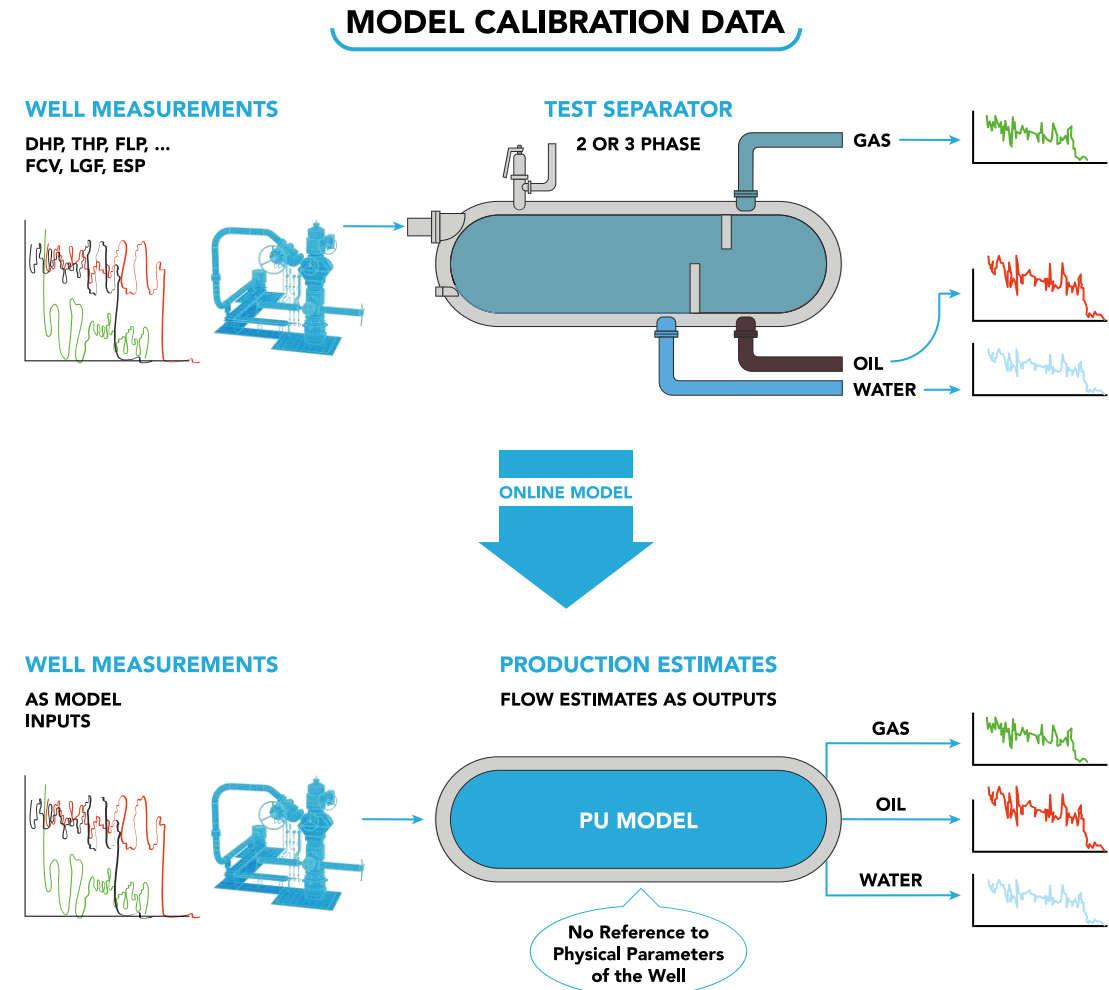 MODEL CALIBRATION DATA
WELL MEASUREMENTS
DHP, THP, FLP, ...
FCV, LGF, ESP
TEST SEPARATOR
2 OR 3 PHASE
GAS
OIL
WATER
ONLINE MODEL
WELL MEASUREMENTS
AS MODEL
INPUTS
PRODUCTION ESTIMATES
FLOW ESTIMATES AS OUTPUTS
GAS
OIL
WATER
PU MODEL
No Reference to
Physical Parameters
of the Well